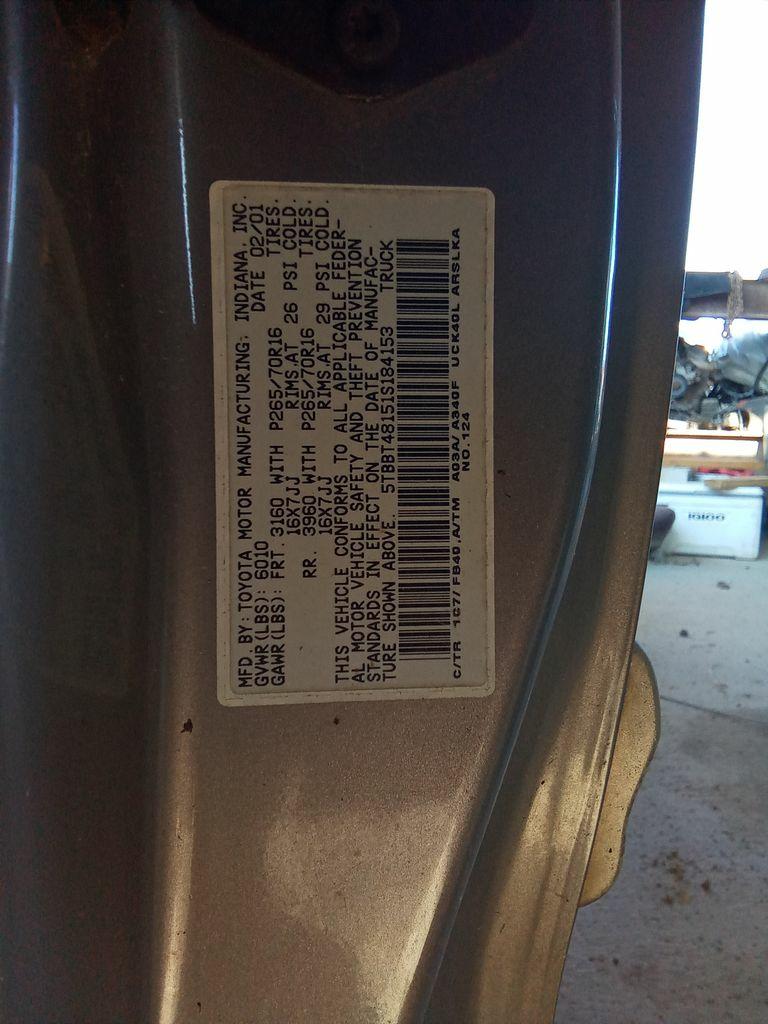 MFD. BY: TOYOTA MOTOR MANUFACTURING, INDIANA, INC.
GVWR(LBS): 6010 DATE 02/01
GAWR(LBS): FRT. 3160 WITH P265/70R16 TIRES,
16X7JJ RIMS,AT 26 PSI COLD.
RR. 3960 WITH P265/70R16 TIRES,
16X7JJ RIMS,AT 29 PSI COLD.
THIS VEHICLE CONFORMS TO ALL APPLICABLE FEDER-
AL MOTOR VEHICLE SAFETY AND THEFT PREVENTION
STANDARDS IN EFFECT ON THE DATE OF MANUFAC-
TURE SHOWN ABOVE. 5TBBT48151S184153 TRUCK
C/TR 1G7/FB40,A/TM A03A/A340F UCK40L ARSLKA
NO.124
IGLOO